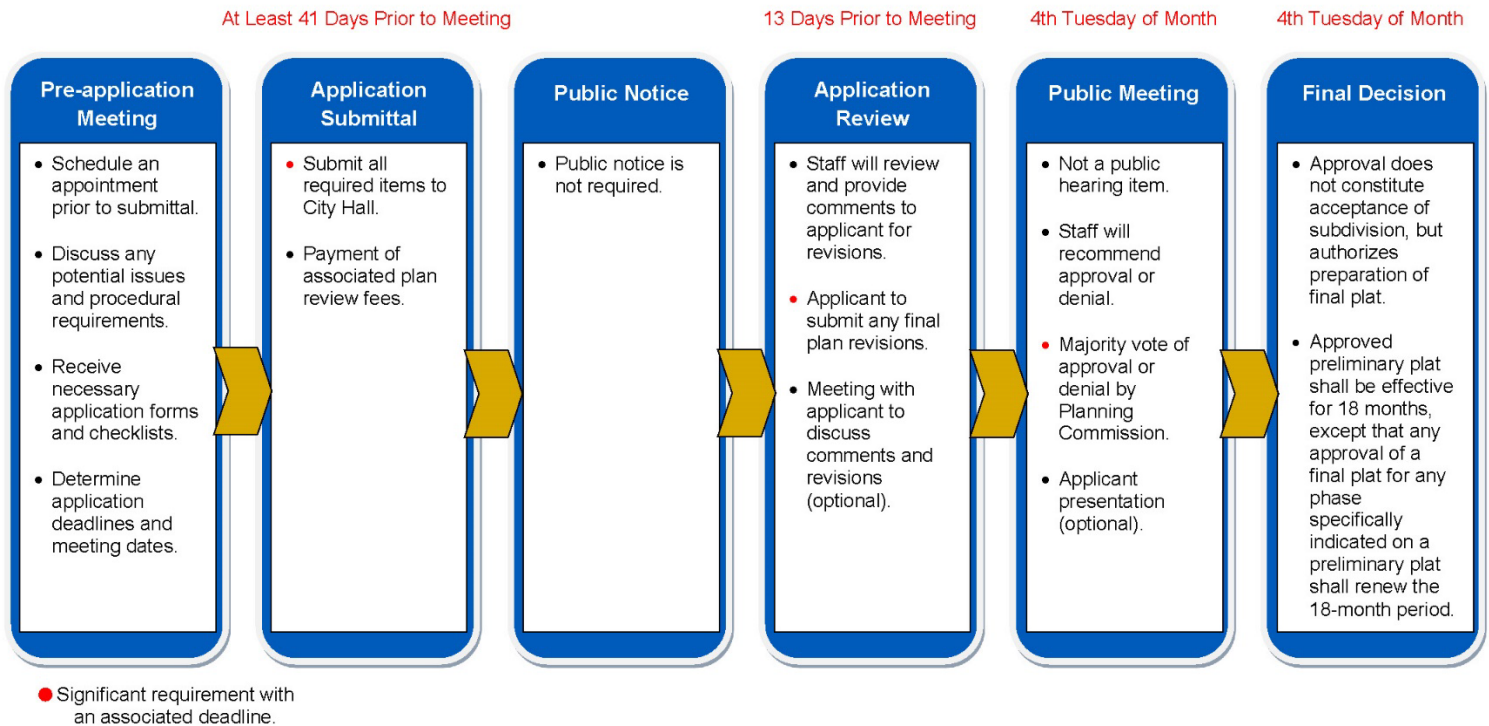 At Least 41 Days Prior to Meeting
13 Days Prior to Meeting
4th Tuesday of Month
4th Tuesday of Month
Pre-application
Meeting
• Schedule an
appointment
prior to submittal.
• Discuss any
potential issues
and procedural
requirements.
• Receive
necessary
application forms
and checklists.
• Determine
application
deadlines and
meeting dates.
Application
Submittal
• Submit all
required items to
City Hall.
• Payment of
associated plan
review fees.
Public Notice
• Public notice is
not required.
Application
Review
• Staff will review
and provide
comments to
applicant for
revisions.
• Applicant to
submit any final
plan revisions.
• Meeting with
applicant to
discuss
comments and
revisions
(optional).
Public Meeting
• Not a public
hearing item.
• Staff will
recommend
approval or
denial.
• Majority vote of
approval or
denial by
Planning
Commission.
• Applicant
presentation
(optional).
Final Decision
• Approval does
not constitute
acceptance of
subdivision, but
authorizes
preparation of
final plat.
• Approved
preliminary plat
shall be effective
for 18 months,
except that any
approval of a
final plat for any
phase
specifically
indicated on a
preliminary plat
shall renew the
18-month period.
● Significant requirement with
an associated deadline.